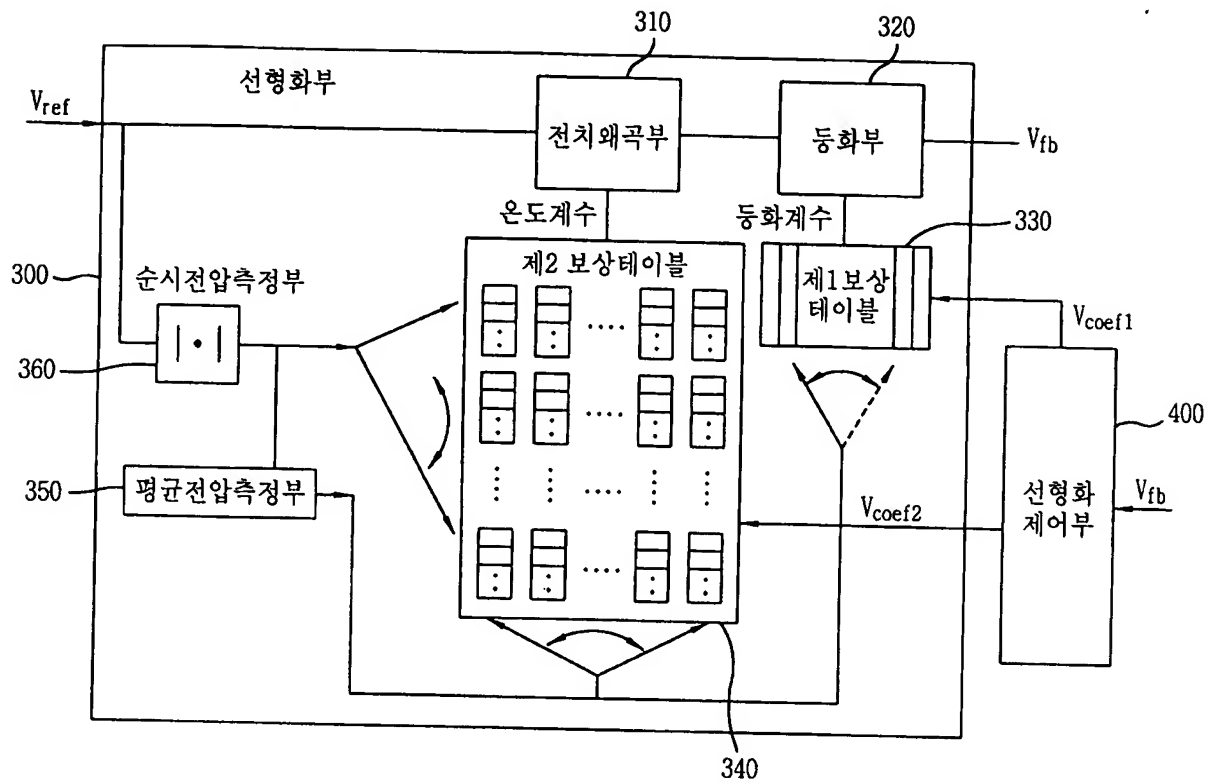 310
320
선형화부
V_ref
전치왜곡부
등화부
V_fb
온도계수
등화계수
330
300
순시전압측정부
제2 보상테이블
제1보상
테이블
V_coef1
360
400
350
평균전압측정부
선형화
제어부
V_fb
V_coef2
340